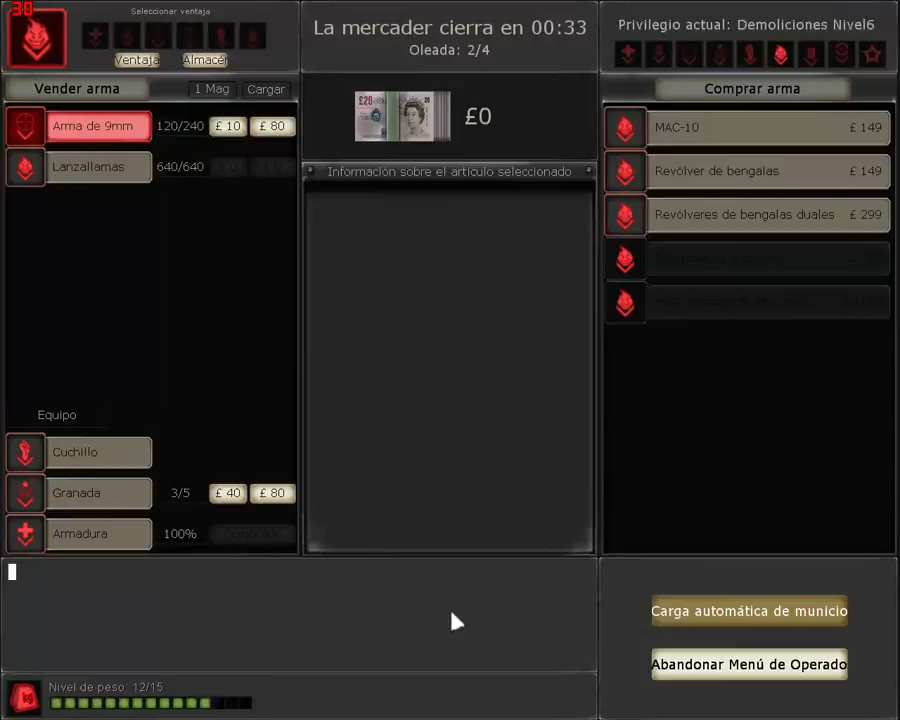 30
Seleccionar ventaja
Ventaja
Almacér
La mercader cierra en 00:33
Oleada: 2/4
Privilegio actual: Demoliciones Nivel6
Vender arma
1 Mag
Cargar
£0
Comprar arma
Arma de 9mm 120/240 £ 10 £ 80
Lanzallamas 640/640
Equipo
Cuchillo
Granada 3/5 £ 40 £ 80
Armadura 100%
Información sobre el artículo seleccionado
MAC-10 £ 149
Revólver de bengalas £ 149
Revólveres de bengalas duales £ 299
Carga automática de municio
Abandonar Menú de Operado
Nivel de peso: 12/15